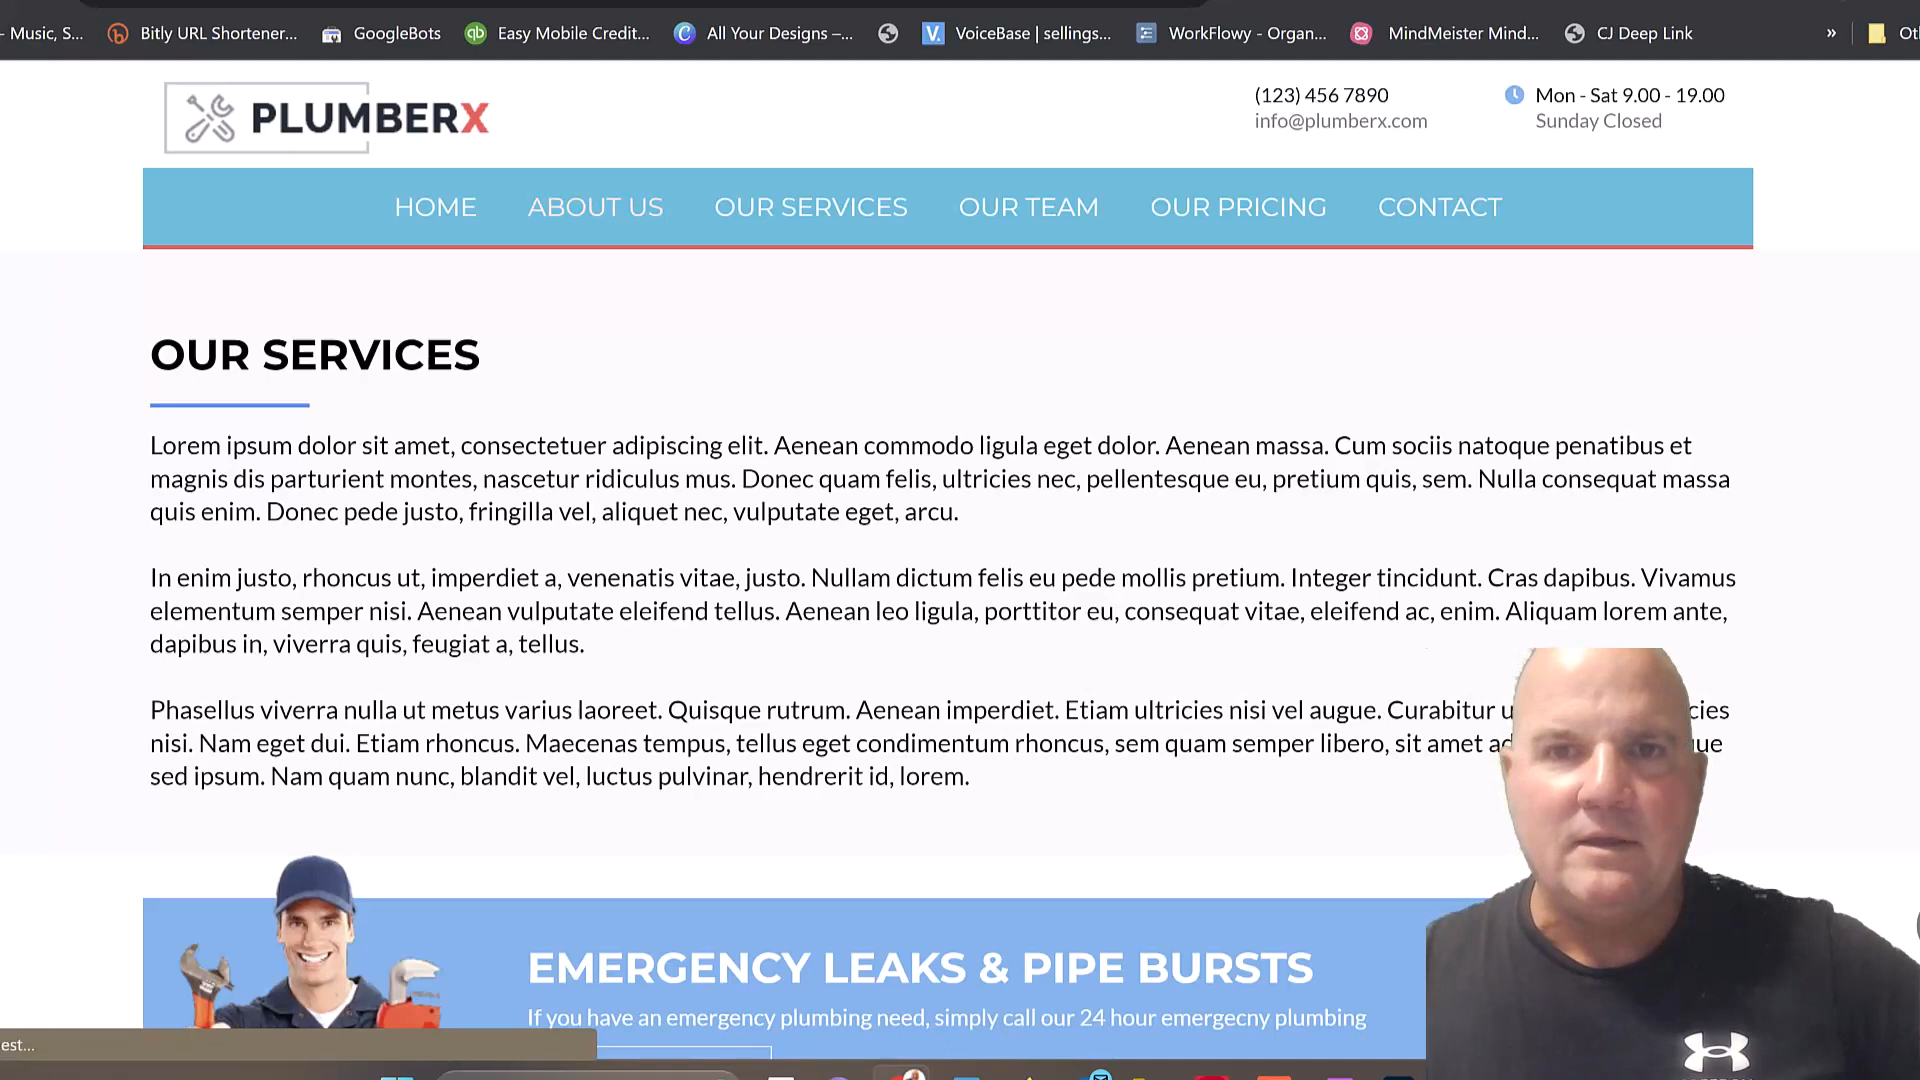 - Music, S... Bitly URL Shortener... GoogleBots Easy Mobile Credit... All Your Designs –... VoiceBase | sellings... WorkFlowy - Organ... MindMeister Mind... CJ Deep Link »
PLUMBERX
(123) 456 7890
info@plumberx.com
Mon - Sat 9.00 - 19.00
Sunday Closed
HOME ABOUT US OUR SERVICES OUR TEAM OUR PRICING CONTACT
OUR SERVICES
Lorem ipsum dolor sit amet, consectetuer adipiscing elit. Aenean commodo ligula eget dolor. Aenean massa. Cum sociis natoque penatibus et
magnis dis parturient montes, nascetur ridiculus mus. Donec quam felis, ultricies nec, pellentesque eu, pretium quis, sem. Nulla consequat massa
quis enim. Donec pede justo, fringilla vel, aliquet nec, vulputate eget, arcu.
In enim justo, rhoncus ut, imperdiet a, venenatis vitae, justo. Nullam dictum felis eu pede mollis pretium. Integer tincidunt. Cras dapibus. Vivamus
elementum semper nisi. Aenean vulputate eleifend tellus. Aenean leo ligula, porttitor eu, consequat vitae, eleifend ac, enim. Aliquam lorem ante,
dapibus in, viverra quis, feugiat a, tellus.
Phasellus viverra nulla ut metus varius laoreet. Quisque rutrum. Aenean imperdiet. Etiam ultricies nisi vel augue. Curabitur
nisi. Nam eget dui. Etiam rhoncus. Maecenas tempus, tellus eget condimentum rhoncus, sem quam semper libero, sit amet
sed ipsum. Nam quam nunc, blandit vel, luctus pulvinar, hendrerit id, lorem.
EMERGENCY LEAKS & PIPE BURSTS
If you have an emergency plumbing need, simply call our 24 hour emergecny plumbing
est...